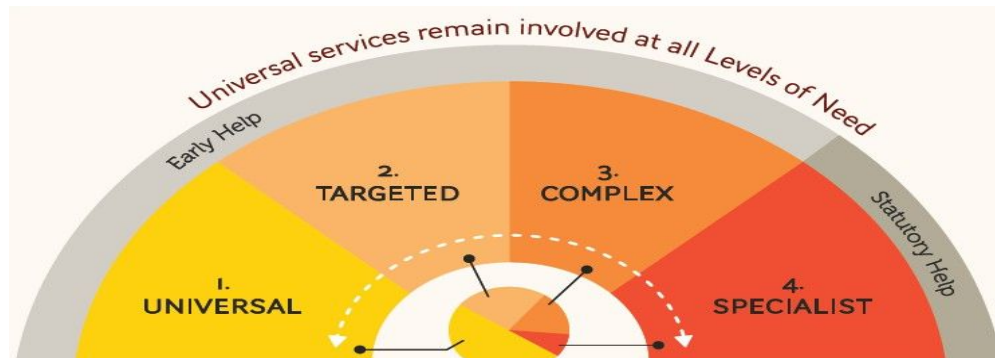 Universal services remain involved at all Levels of Need
Early Help
2.
TARGETED
3.
COMPLEX
Statutory Help
1.
UNIVERSAL
4.
SPECIALIST